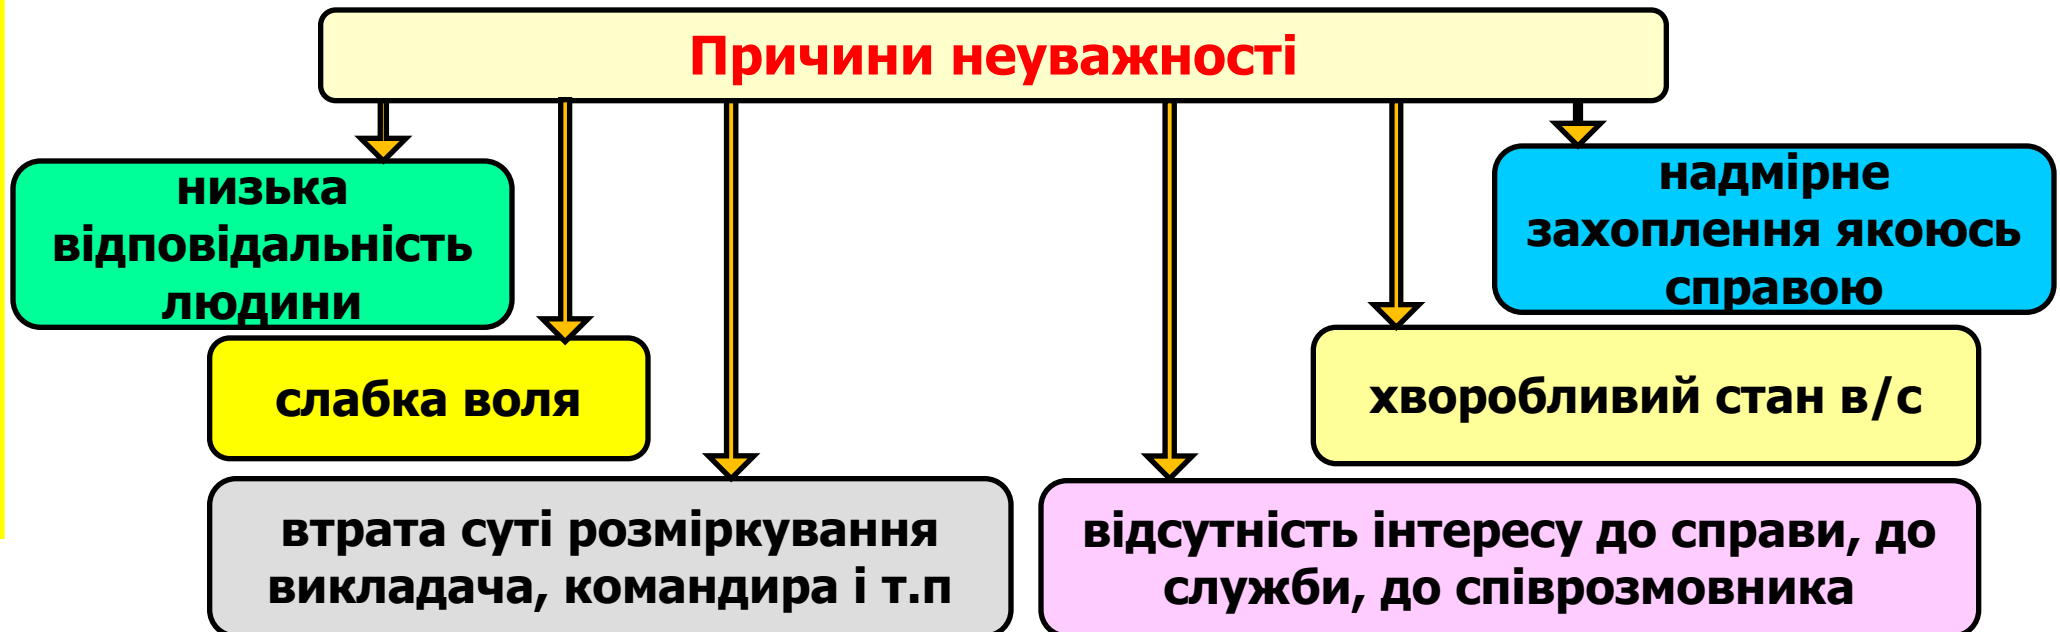 Причини неуважності
низька
відповідальність
людини
надмірне
захоплення якоюсь
справою
слабка воля
хворобливий стан в/с
втрата суті розміркування
викладача, командира і т.п
відсутність інтересу до справи, до
служби, до співрозмовника